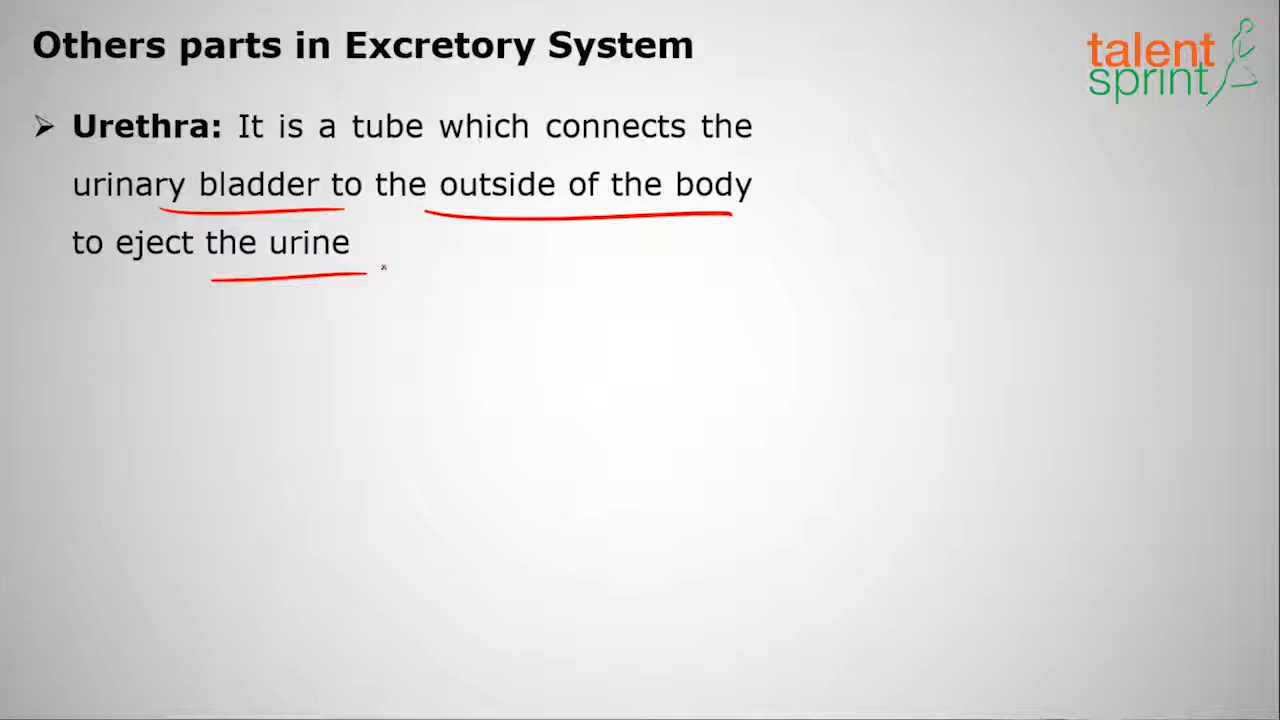 Others parts in Excretory System
talent
sprint
➢ Urethra: It is a tube which connects the
urinary bladder to the outside of the body
to eject the urine